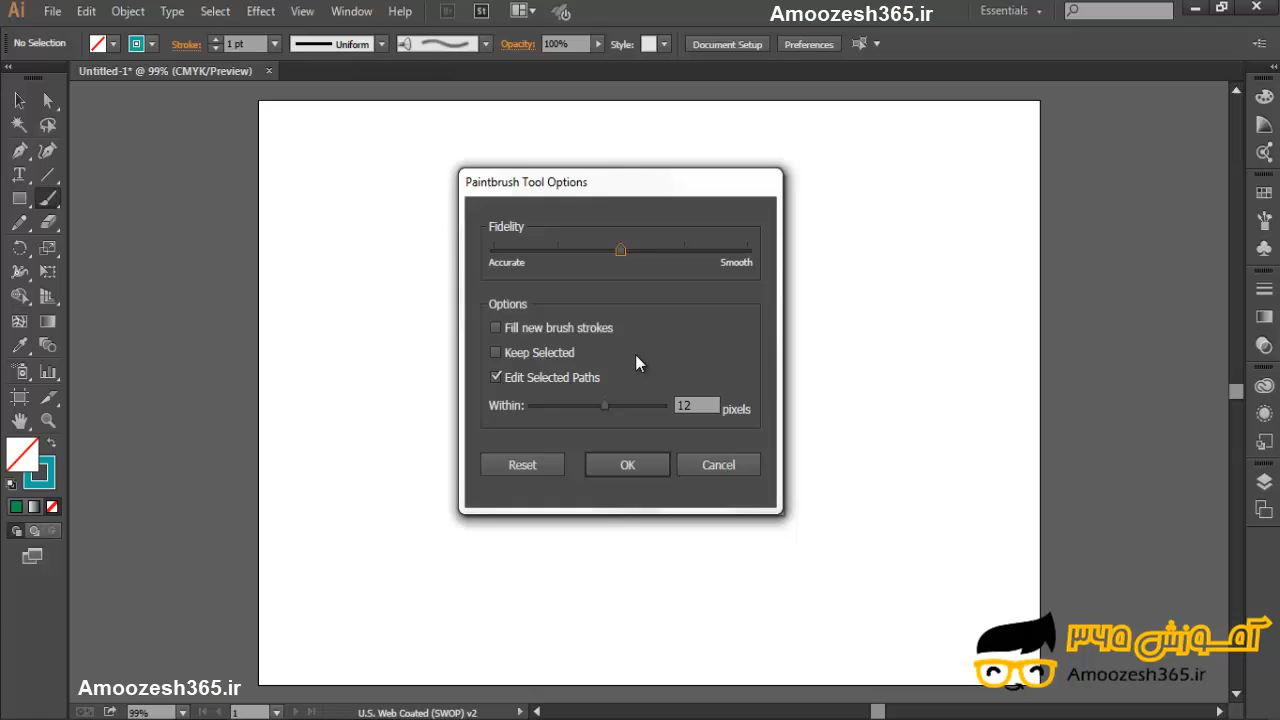 Ai File Edit Object Type Select Effect View Window Help Br St Amoozesh365.ir Essentials
No Selection Stroke: 1 pt Uniform Opacity: 100% Style: Document Setup Preferences
Untitled-1* @ 99% (CMYK/Preview) ×
Paintbrush Tool Options
Fidelity
Accurate Smooth
Options
Fill new brush strokes
Keep Selected
Edit Selected Paths
Within: 12 pixels
Reset OK Cancel
آمـوزش ۳۶۵
Amoozesh365.ir
Amoozesh365.ir
99% 1 U.S. Web Coated (SWOP) v2